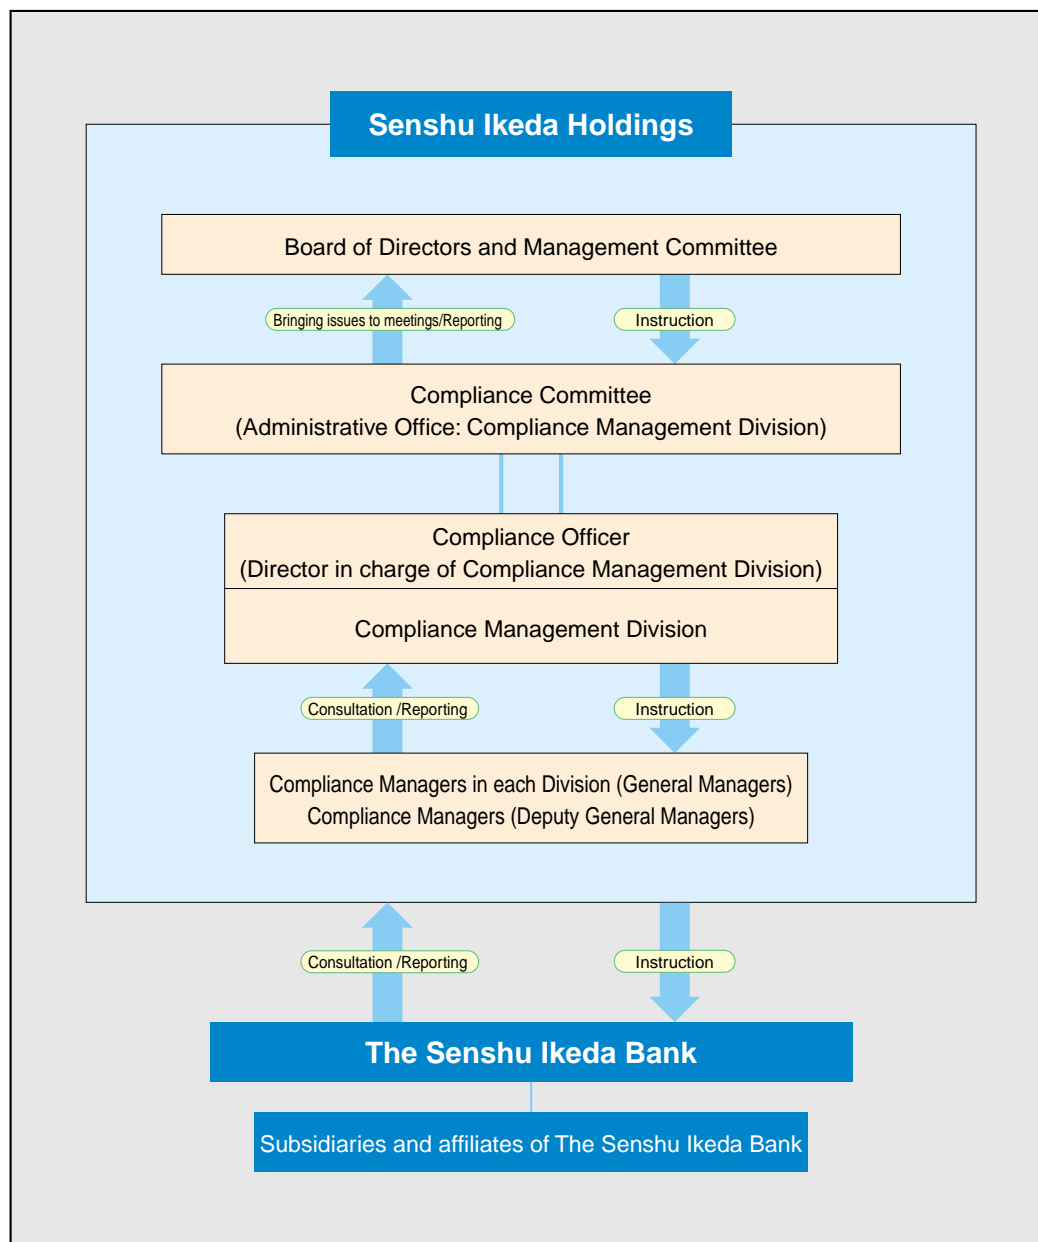 Senshu Ikeda Holdings
Board of Directors and Management Committee
Bringing issues to meetings/Reporting
Instruction
Compliance Committee
(Administrative Office: Compliance Management Division)
Compliance Officer
(Director in charge of Compliance Management Division)
Compliance Management Division
Consultation /Reporting
Instruction
Compliance Managers in each Division (General Managers)
Compliance Managers (Deputy General Managers)
Consultation /Reporting
Instruction
The Senshu Ikeda Bank
Subsidiaries and affiliates of The Senshu Ikeda Bank